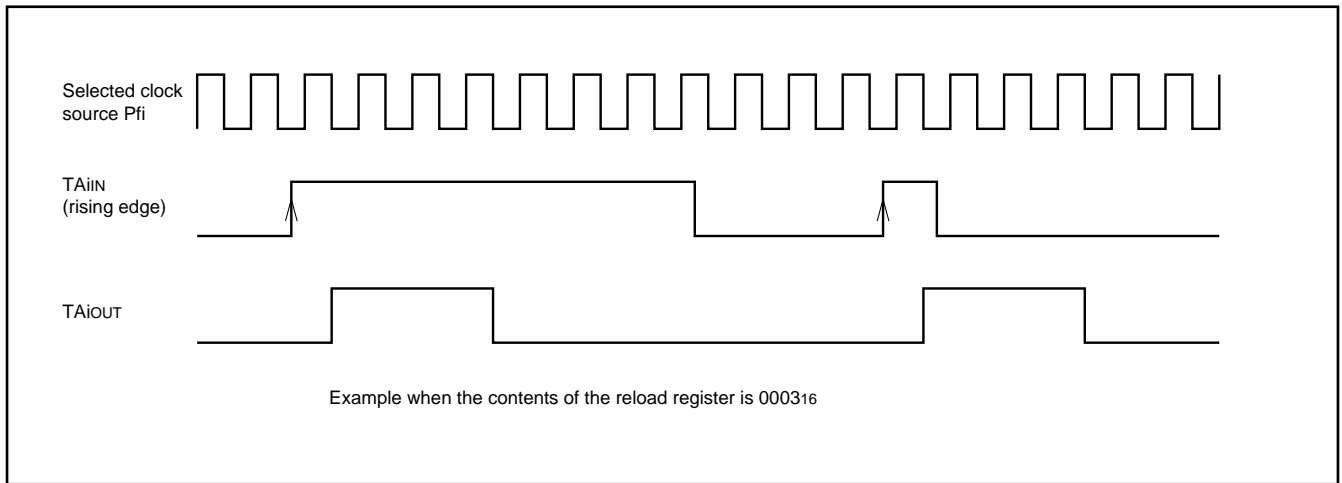 Selected clock
source Pfi
TAiIN
(rising edge)
TAiOUT
Example when the contents of the reload register is 000316